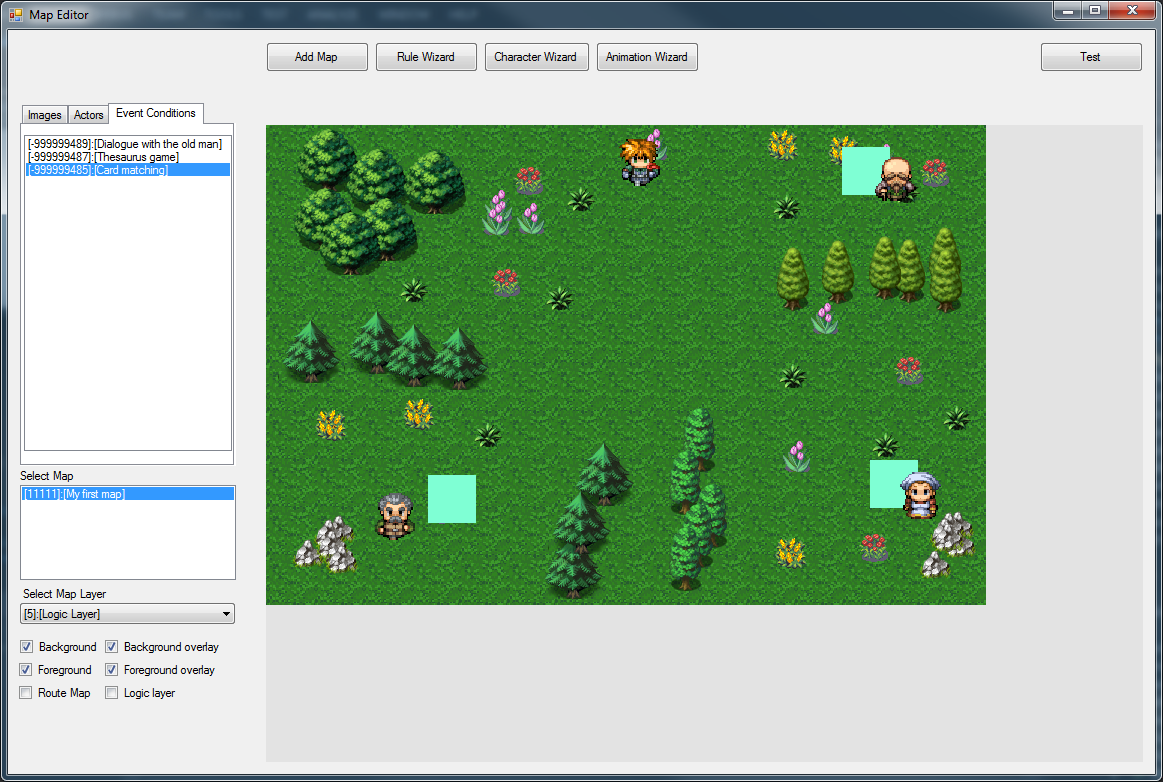 Map Editor
Add Map
Rule Wizard
Character Wizard
Animation Wizard
Test
Images
Actors
Event Conditions
[-999999489]:[Dialogue with the old man]
[-999999487]:[Thesaurus game]
[-999999485]:[Card matching]
Select Map
[11111]:[My first map]
Select Map Layer
[5]:[Logic Layer]
Background
Background overlay
Foreground
Foreground overlay
Route Map
Logic layer